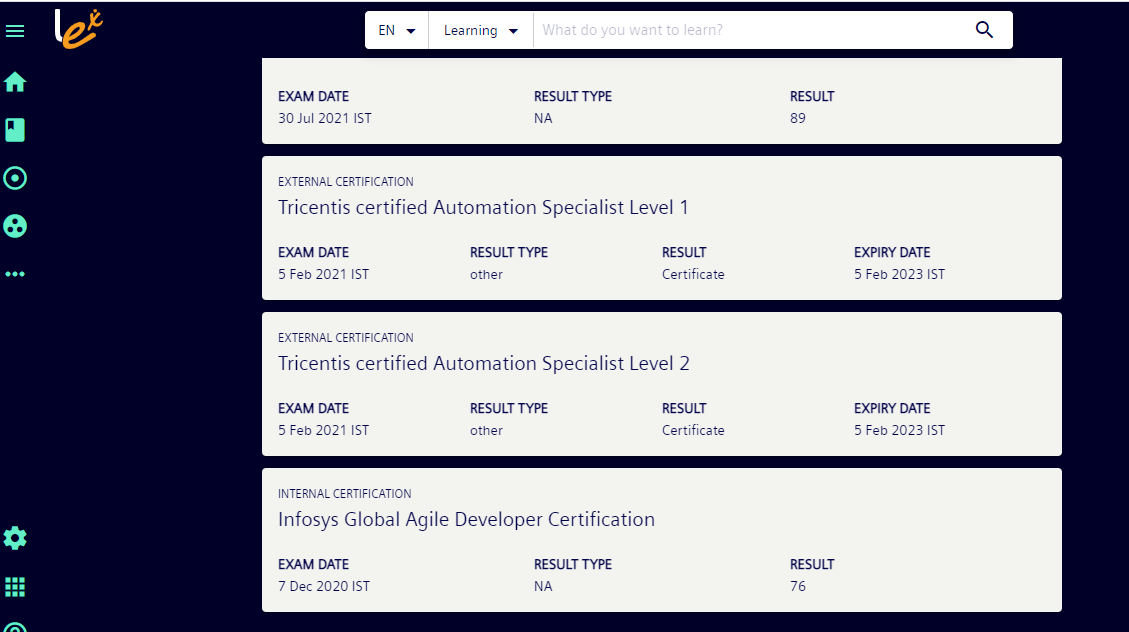 Lex
EN Learning What do you want to learn?
EXAM DATE RESULT TYPE RESULT
30 Jul 2021 IST NA 89
EXTERNAL CERTIFICATION
Tricentis certified Automation Specialist Level 1
EXAM DATE RESULT TYPE RESULT EXPIRY DATE
5 Feb 2021 IST other Certificate 5 Feb 2023 IST
EXTERNAL CERTIFICATION
Tricentis certified Automation Specialist Level 2
EXAM DATE RESULT TYPE RESULT EXPIRY DATE
5 Feb 2021 IST other Certificate 5 Feb 2023 IST
INTERNAL CERTIFICATION
Infosys Global Agile Developer Certification
EXAM DATE RESULT TYPE RESULT
7 Dec 2020 IST NA 76